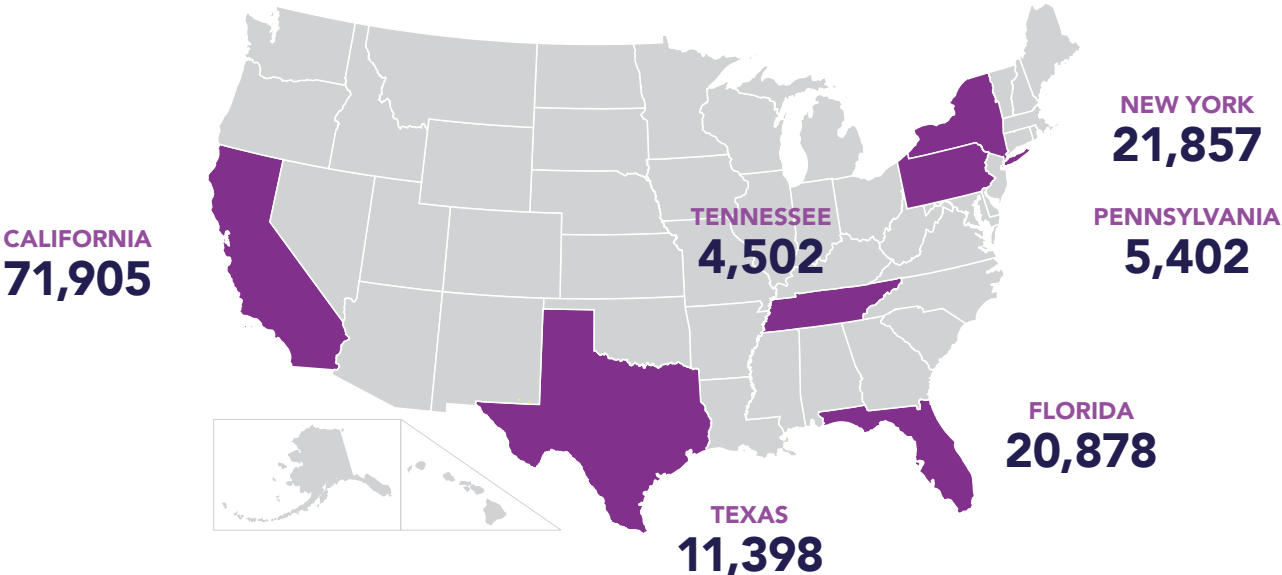 NEW YORK
21,857
TENNESSEE
4,502
PENNSYLVANIA
5,402
CALIFORNIA
71,905
FLORIDA
20,878
TEXAS
11,398